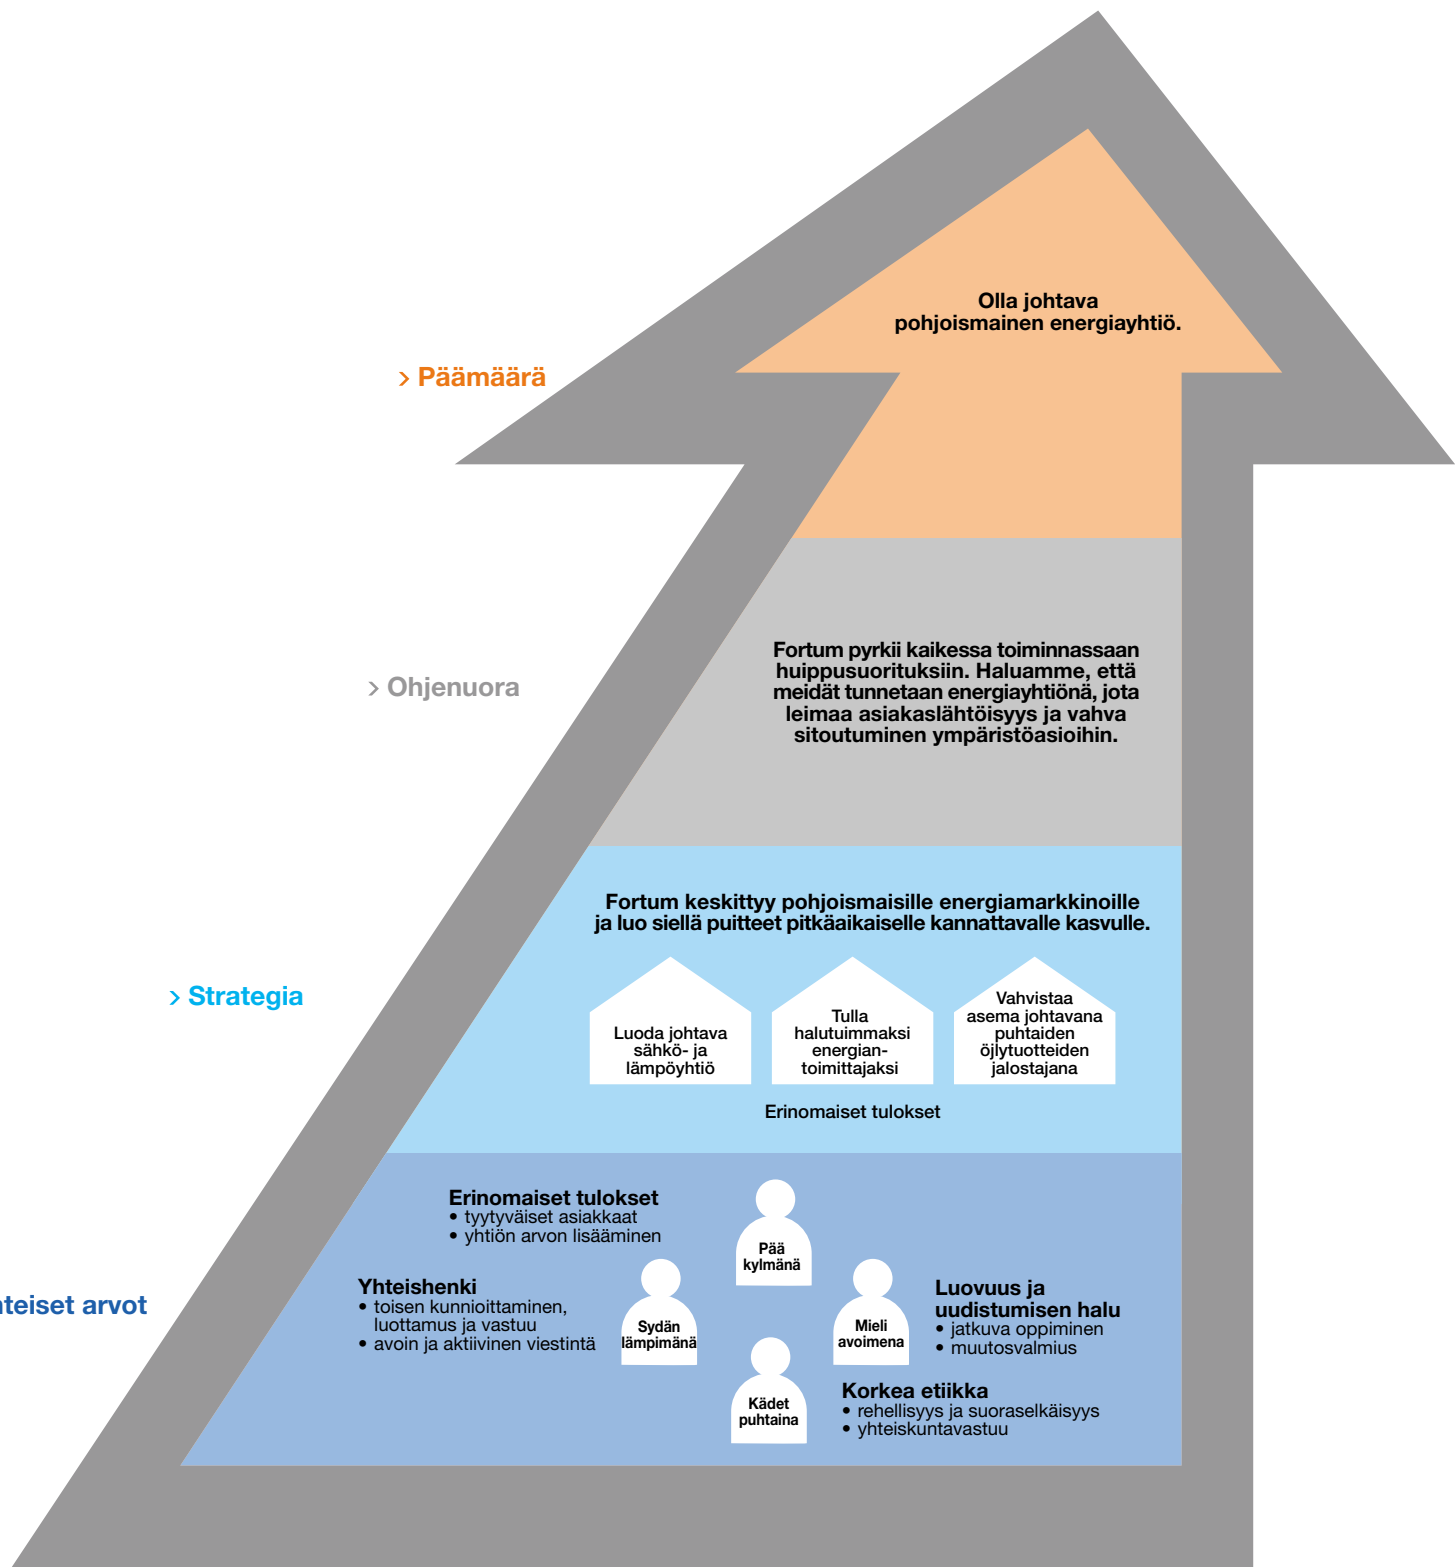 Olla johtava
pohjoismainen energiayhtiö.
› Päämäärä
Fortum pyrkii kaikessa toiminnassaan
huippusuorituksiin. Haluamme, että
meidät tunnetaan energiayhtiönä, jota
leimaa asiakaslähtöisyys ja vahva
sitoutuminen ympäristöasioihin.
› Ohjenuora
Fortum keskittyy pohjoismaisille energiamarkkinoille
ja luo siellä puitteet pitkäaikaiselle kannattavalle kasvulle.
› Strategia
Luoda johtava
sähkö- ja
lämpöyhtiö
Tulla
halutuimmaksi
energian-
toimittajaksi
Vahvistaa
asema johtavana
puhtaiden
öjlytuotteiden
jalostajana
Erinomaiset tulokset
Erinomaiset tulokset
• tyytyväiset asiakkaat
• yhtiön arvon lisääminen
Pää
kylmänä
Yhteishenki
• toisen kunnioittaminen,
luottamus ja vastuu
• avoin ja aktiivinen viestintä
Sydän
lämpimänä
Mieli
avoimena
Luovuus ja
uudistumisen halu
• jatkuva oppiminen
• muutosvalmius
teiset arvot
Kädet
puhtaina
Korkea etiikka
• rehellisyys ja suoraselkäisyys
• yhteiskuntavastuu